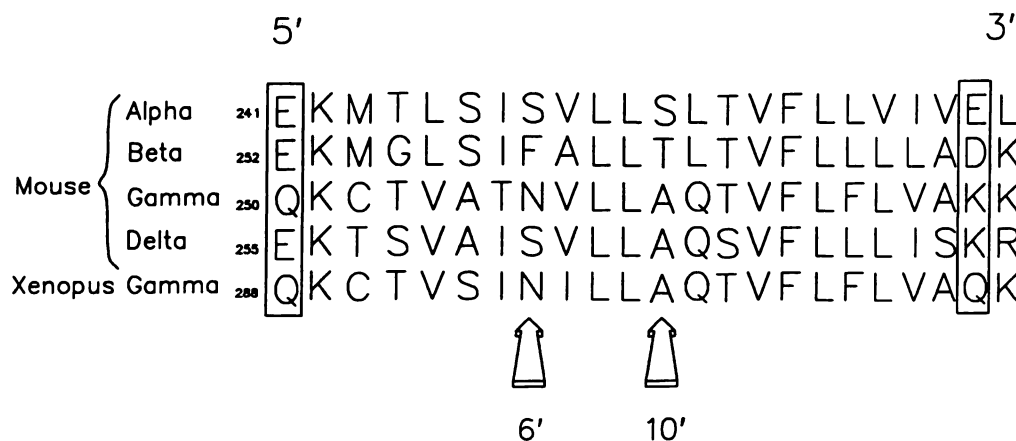 5′ 3′
Alpha 241 E K M T L S I S V L L S L T V F L L V I V E L
Beta 252 E K M G L S I F A L L T L T V F L L L L A D K
Mouse
Gamma 250 Q K C T V A T N V L L A Q T V F L F L V A K K
Delta 255 E K T S V A I S V L L A Q S V F L L L I S K R
Xenopus Gamma 288 Q K C T V S I N I L L A Q T V F L F L V A Q K
6′ 10′